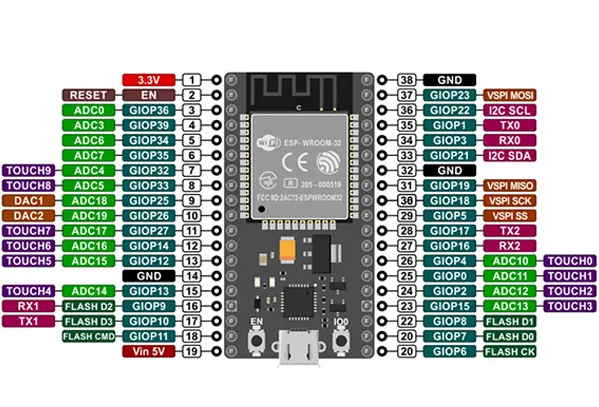 3.3V 1 38 GND
RESET EN 2 37 GIOP23 VSPI MOSI
ADC0 GIOP36 3 36 GIOP22 I2C SCL
ADC3 GIOP39 4 35 GIOP1 TX0
ADC6 GIOP34 5 34 GIOP3 RX0
ADC7 GIOP35 6 33 GIOP21 I2C SDA
TOUCH9 ADC4 GIOP32 7 32 GND
TOUCH8 ADC5 GIOP33 8 31 GIOP19 VSPI MISO
DAC1 ADC18 GIOP25 9 30 GIOP18 VSPI SCK
DAC2 ADC19 GIOP26 10 29 GIOP5 VSPI SS
TOUCH7 ADC17 GIOP27 11 28 GIOP17 TX2
TOUCH6 ADC16 GIOP14 12 27 GIOP16 RX2
TOUCH5 ADC15 GIOP12 13 26 GIOP4 ADC10 TOUCH0
GND 14 25 GIOP0 ADC11 TOUCH1
TOUCH4 ADC14 GIOP13 15 24 GIOP2 ADC12 TOUCH2
RX1 FLASH D2 GIOP9 16 23 GIOP15 ADC13 TOUCH3
TX1 FLASH D3 GIOP10 17 22 GIOP8 FLASH D1
FLASH CMD GIOP11 18 20 GIOP7 FLASH D0
Vin 5V 19 20 GIOP6 FLASH CK
C
WiFi ESP-WROOM-32
CE
R 205-000519
FCC ID:2AC72-ESPWROOM32
EN IO0